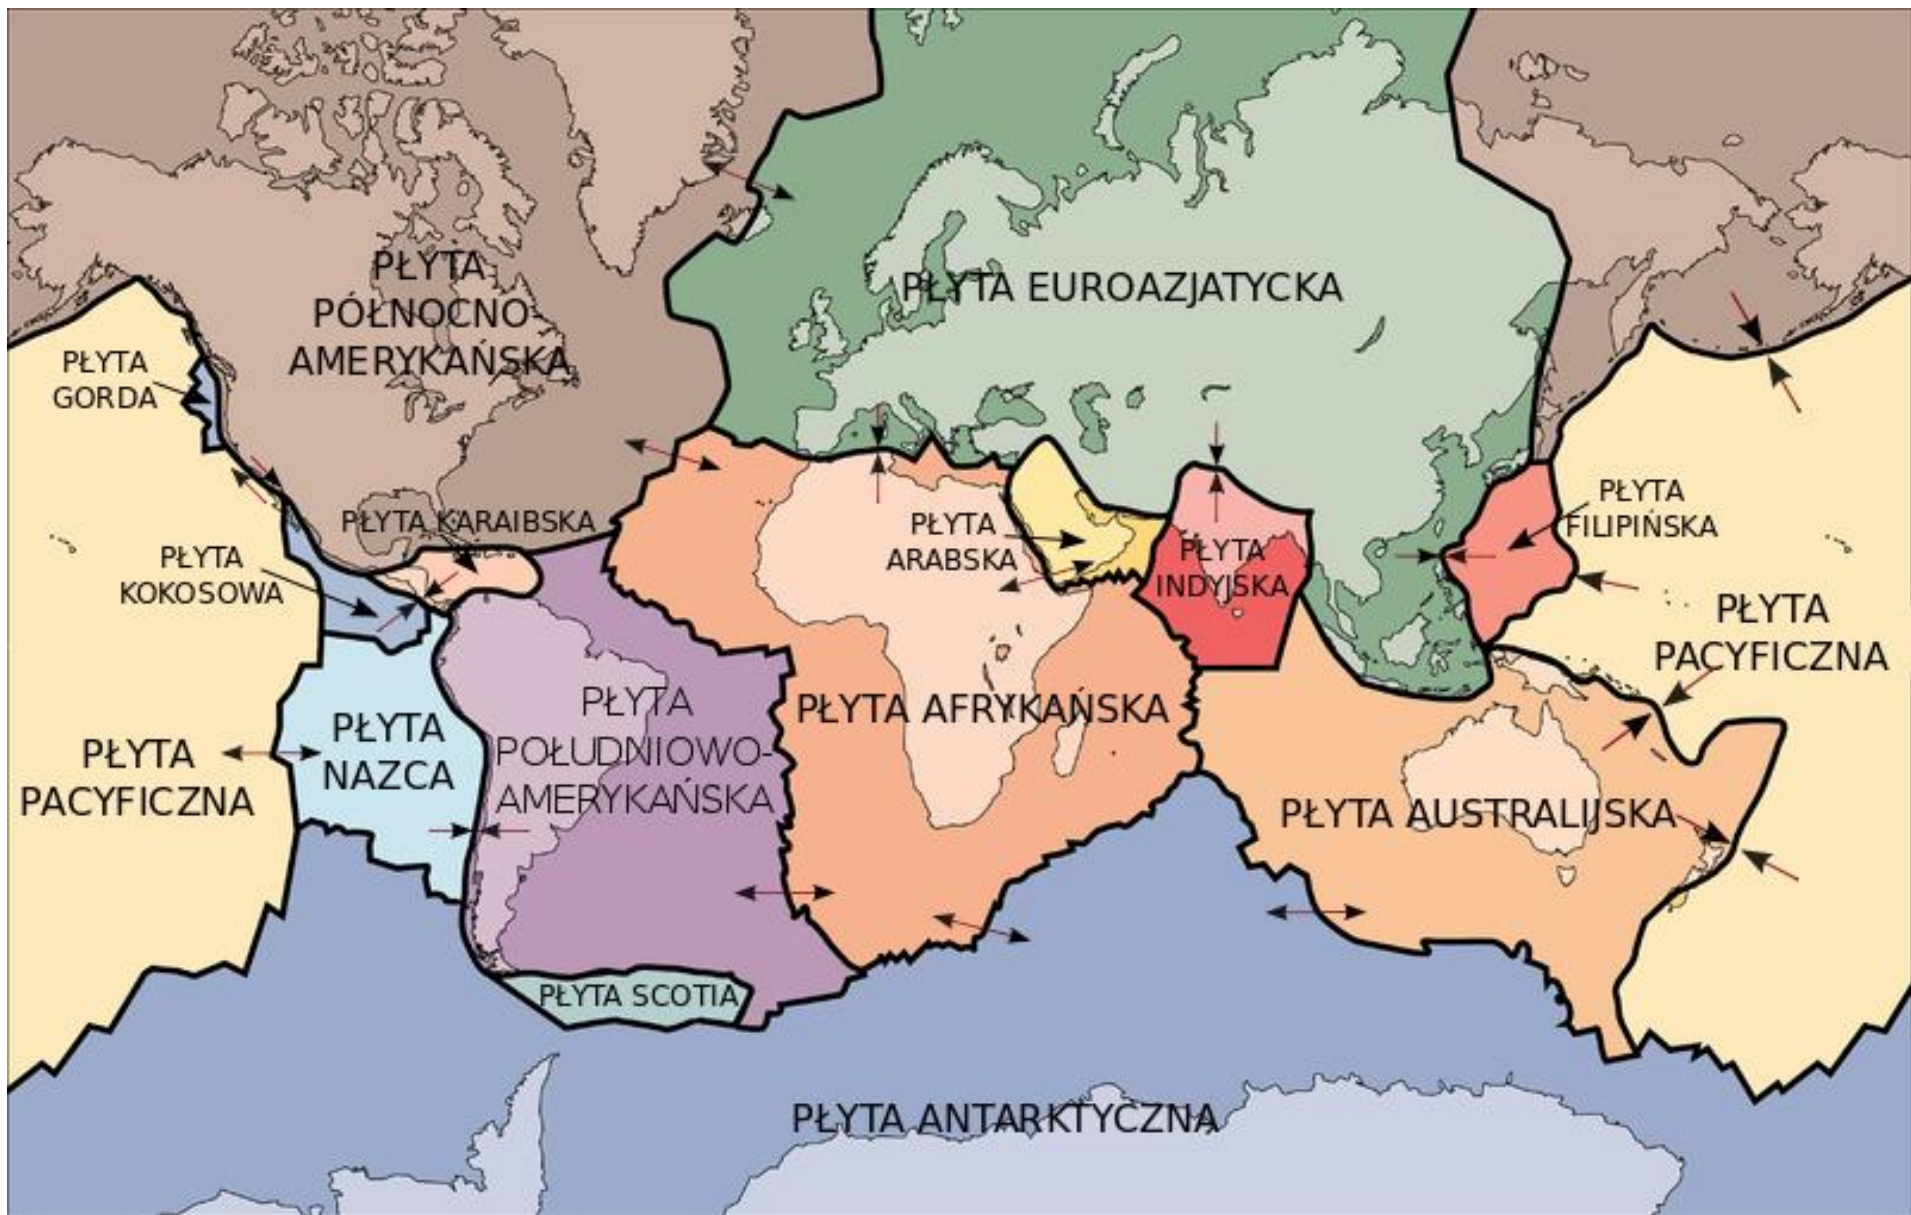 PŁYTA
PÓŁNOCNO-
AMERYKAŃSKA
PŁYTA EUROAZJATYCKA
PŁYTA
GORDA
PŁYTA KARAIBSKA
PŁYTA
KOKOSOWA
PŁYTA
ARABSKA
PŁYTA
INDYJSKA
PŁYTA
FILIPIŃSKA
PŁYTA
PACYFICZNA
PŁYTA
PACYFICZNA
PŁYTA
NAZCA
PŁYTA
POŁUDNIOWO-
AMERYKAŃSKA
PŁYTA AFRYKAŃSKA
PŁYTA AUSTRALIJSKA
PŁYTA SCOTIA
PŁYTA ANTARKTYCZNA